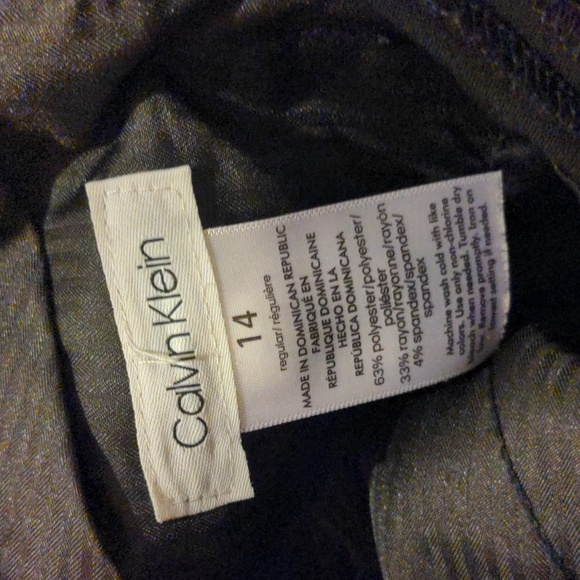 Calvin Klein
14
regular/ régulière
MADE IN DOMINICAN REPUBLIC
FABRIQUÉ EN
RÉPUBLIQUE DOMINICAINE
HECHO EN LA
REPÚBLICA DOMINICANA
63% polyester/polyester/
poliéster
33% rayon/rayonne/rayón
4% spandex/spandex/
spandex
Machine wash cold with like
colors. Use only non-chlorine
bleach when needed. Tumble dry
low. Remove promptly. Iron on
lowest setting if needed.